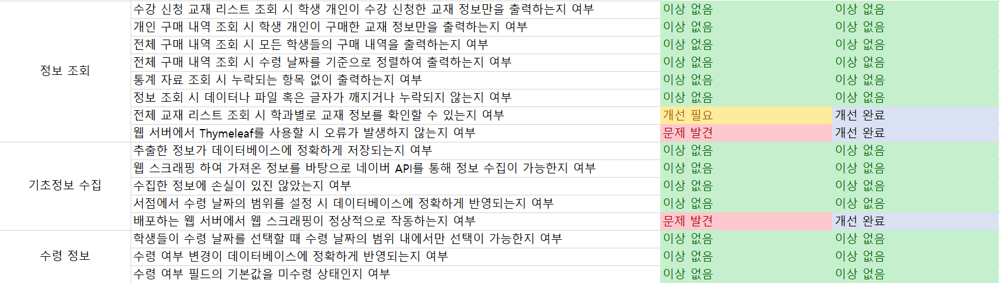 수강 신청 교재 리스트 조회 시 학생 개인이 수강 신청한 교재 정보만을 출력하는지 여부 이상 없음 이상 없음
개인 구매 내역 조회 시 학생 개인이 구매한 교재 정보만을 출력하는지 여부 이상 없음 이상 없음
전체 구매 내역 조회 시 모든 학생들의 구매 내역을 출력하는지 여부 이상 없음 이상 없음
전체 구매 내역 조회 시 수령 날짜를 기준으로 정렬하여 출력하는지 여부 이상 없음 이상 없음
정보 조회
통계 자료 조회 시 누락되는 항목 없이 출력하는지 여부 이상 없음 이상 없음
정보 조회 시 데이터나 파일 혹은 글자가 깨지거나 누락되지 않는지 여부 이상 없음 이상 없음
전체 교재 리스트 조회 시 학과별로 교재 정보를 확인할 수 있는지 여부 개선 필요 개선 완료
웹 서버에서 Thymeleaf를 사용할 시 오류가 발생하지 않는지 여부 문제 발견 개선 완료
추출한 정보가 데이터베이스에 정확하게 저장되는지 여부 이상 없음 이상 없음
웹 스크래핑 하여 가져온 정보를 바탕으로 네이버 API를 통해 정보 수집이 가능한지 여부 이상 없음 이상 없음
기초정보 수집 수집한 정보에 손실이 있진 않았는지 여부 이상 없음 이상 없음
서점에서 수령 날짜의 범위를 설정 시 데이터베이스에 정확하게 반영되는지 여부 이상 없음 이상 없음
배포하는 웹 서버에서 웹 스크래핑이 정상적으로 작동하는지 여부 문제 발견 개선 완료
학생들이 수령 날짜를 선택할 때 수령 날짜의 범위 내에서만 선택이 가능한지 여부 이상 없음 이상 없음
수령 정보 수령 여부 변경이 데이터베이스에 정확하게 반영되는지 여부 이상 없음 이상 없음
수령 여부 필드의 기본값을 미수령 상태인지 여부 이상 없음 이상 없음